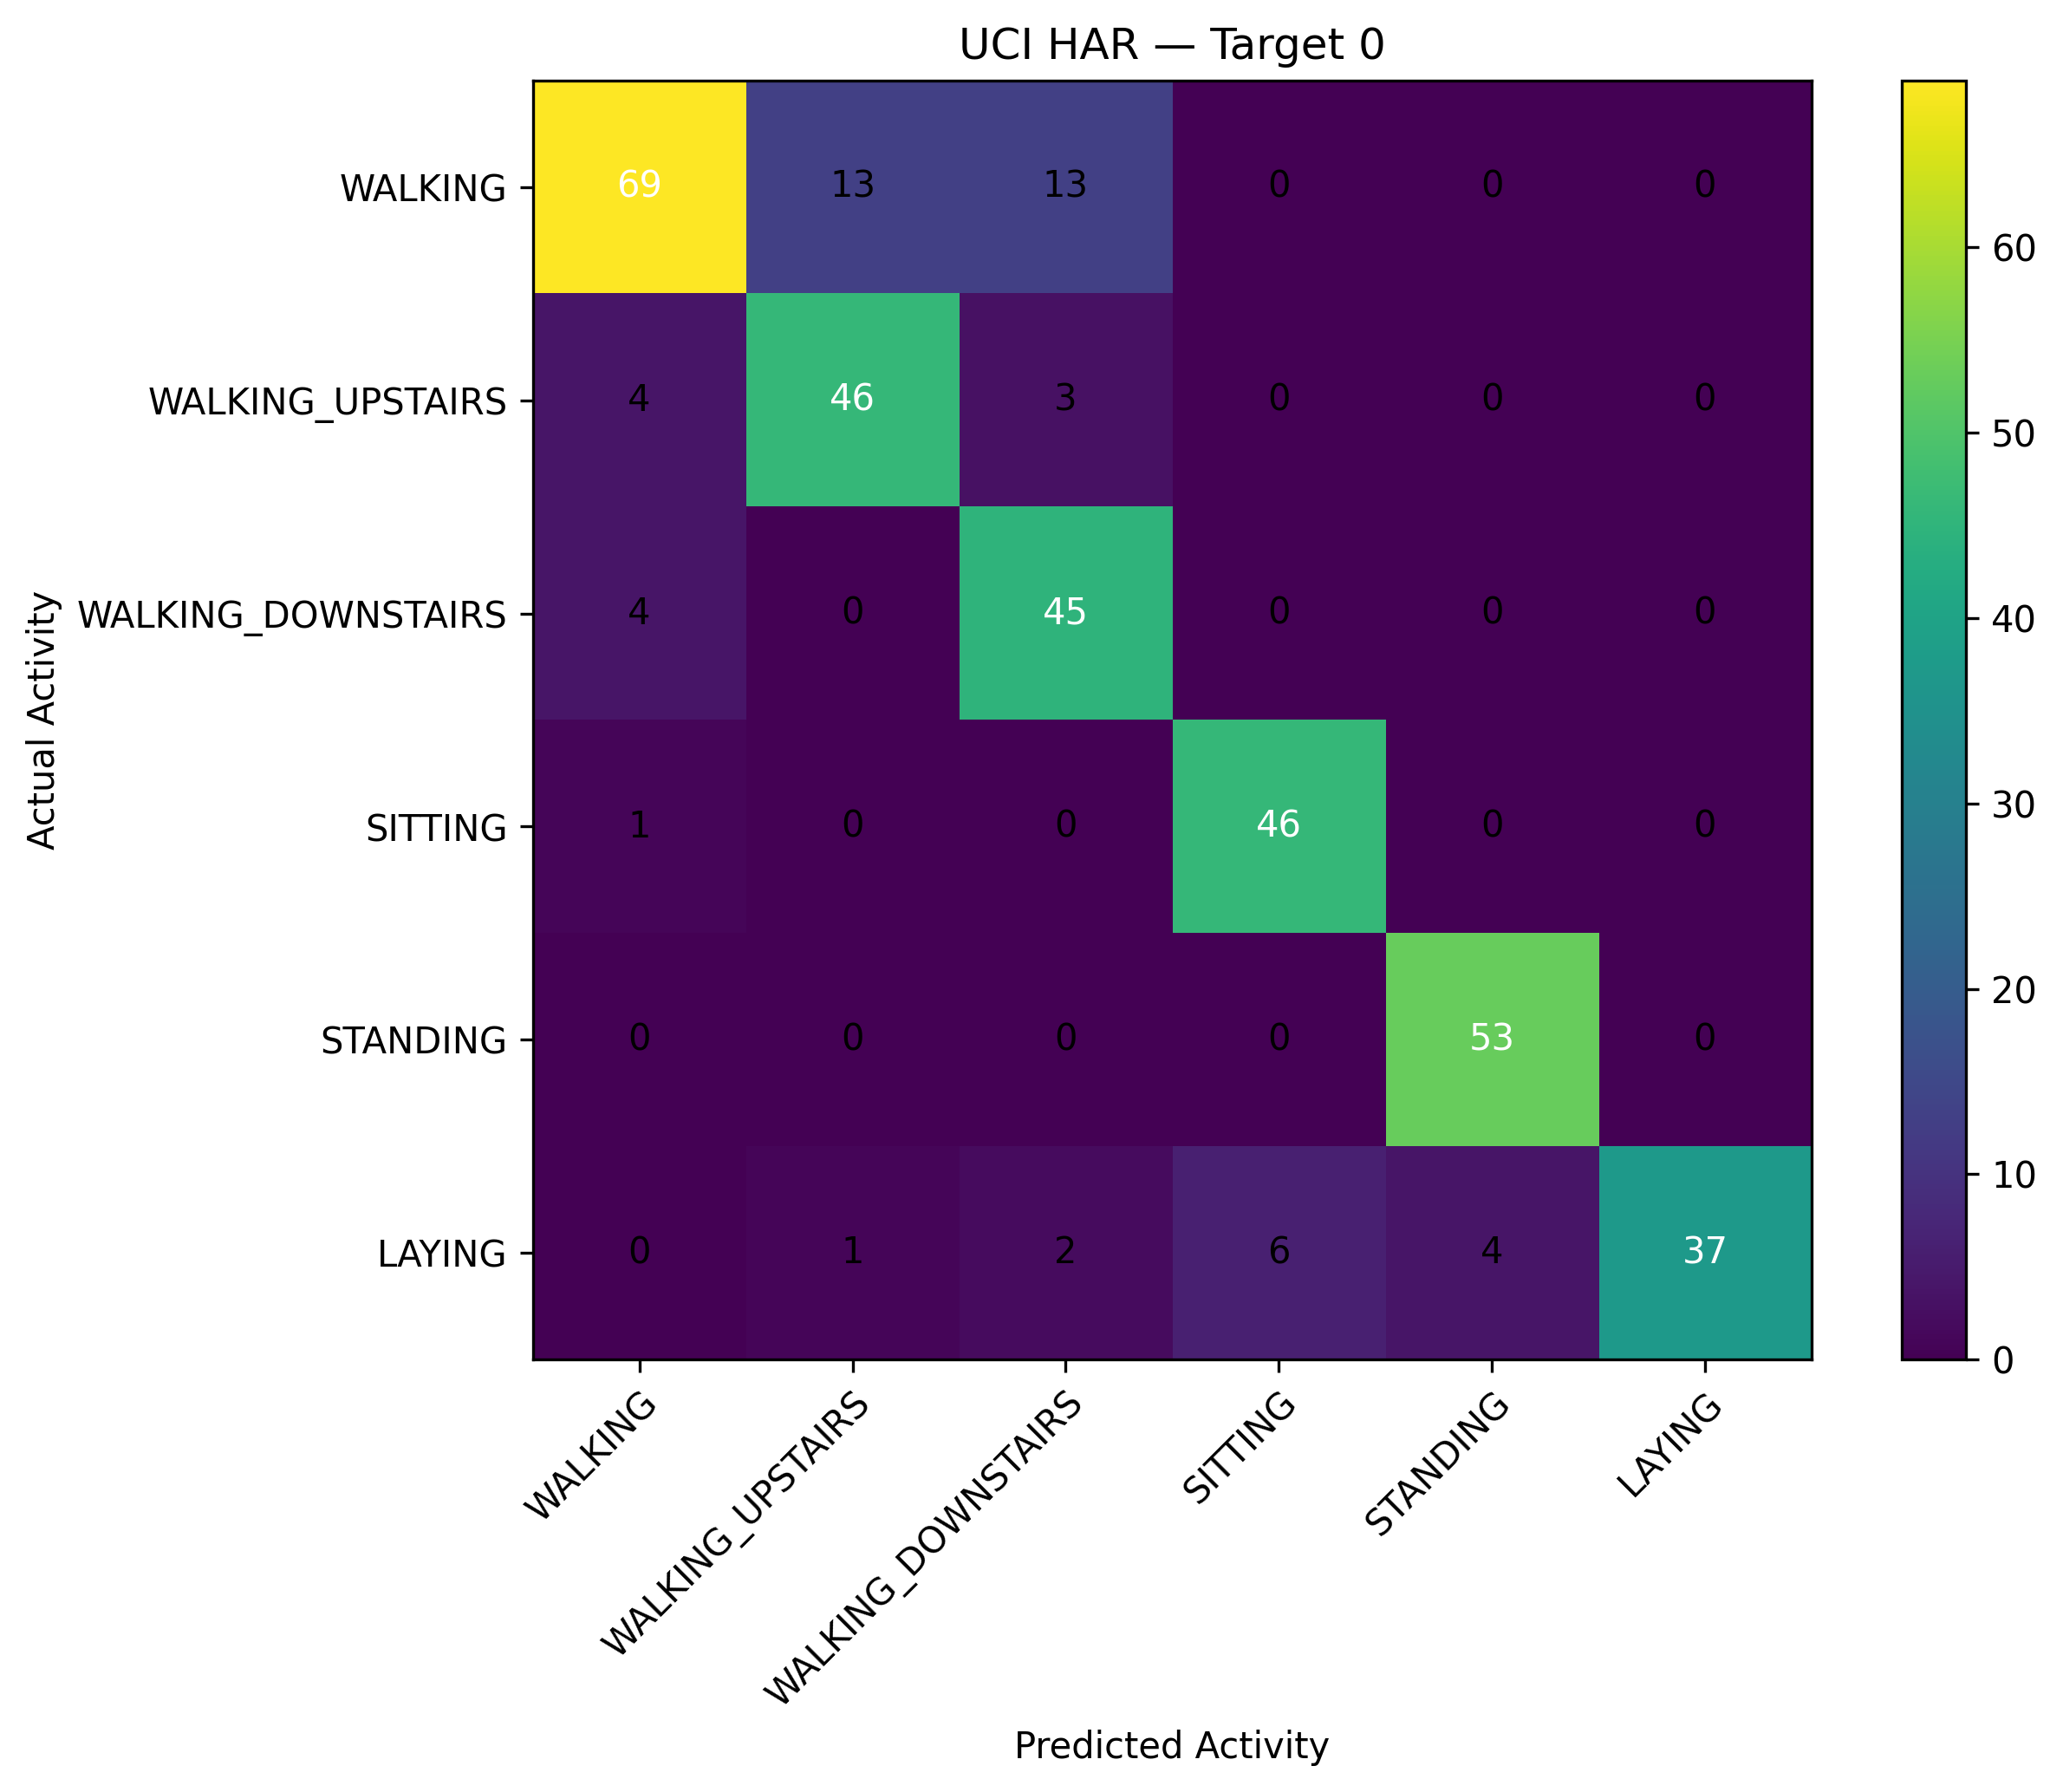 UCI HAR — Target 0
Actual Activity
WALKING 69 13 13 0 0 0
WALKING_UPSTAIRS 4 46 3 0 0 0
WALKING_DOWNSTAIRS 4 0 45 0 0 0
SITTING 1 0 0 46 0 0
STANDING 0 0 0 0 53 0
LAYING 0 1 2 6 4 37
WALKING
WALKING_UPSTAIRS
WALKING_DOWNSTAIRS
SITTING
STANDING
LAYING
Predicted Activity
60
50
40
30
20
10
0